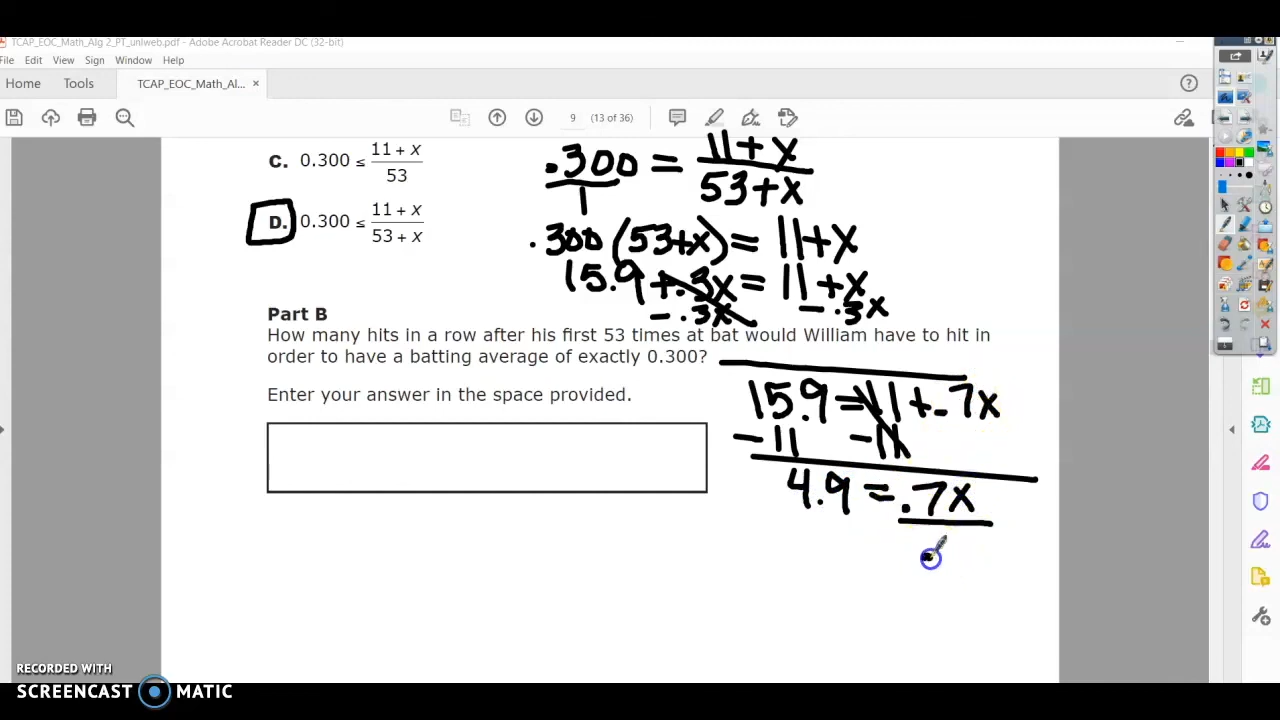 TCAP_EOC_Math_Alg 2_PT_uniweb.pdf - Adobe Acrobat Reader DC (32-bit)
File Edit View Sign Window Help
Home Tools TCAP_EOC_Math_Al... ×
9 (13 of 36)
C. 0.300 ≤ (11 + x)/53
D. 0.300 ≤ (11 + x)/(53 + x)
.300/1 = (11+x)/(53+x)
.300(53+x) = 11+x
15.9 + .3x = 11 + x
- .3x - .3x
Part B
How many hits in a row after his first 53 times at bat would William have to hit in
order to have a batting average of exactly 0.300?
Enter your answer in the space provided.
15.9 = 11 + .7x
-11 -11
4.9 = .7x
RECORDED WITH
SCREENCAST MATIC